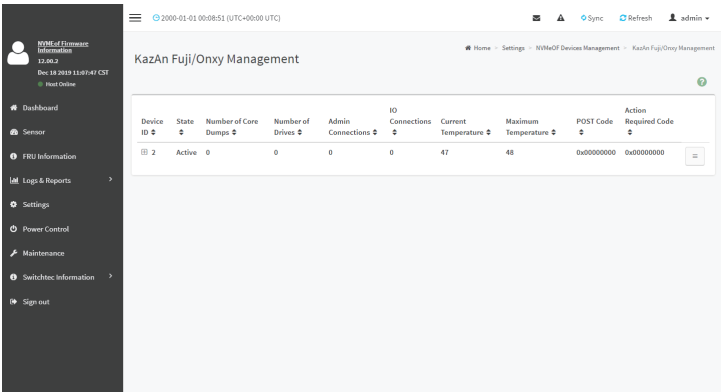 2000-01-01 00:08:51 (UTC+00:00 UTC)
Sync
Refresh
admin
NVMEof Firmware
Information
12.00.2
Dec 18 2019 11:07:47 CST
Host Online
KazAn Fuji/Onxy Management
Home > Settings > NVMeOF Devices Management > KazAn Fuji/Onxy Management
Dashboard
Sensor
FRU Information
Logs & Reports >
Settings
Power Control
Maintenance
Switchtec Information >
Sign out
Device ID
State
Number of Core Dumps
Number of Drives
Admin Connections
IO Connections
Current Temperature
Maximum Temperature
POST Code
Action Required Code
2 Active 0 0 0 0 47 48 0x00000000 0x00000000